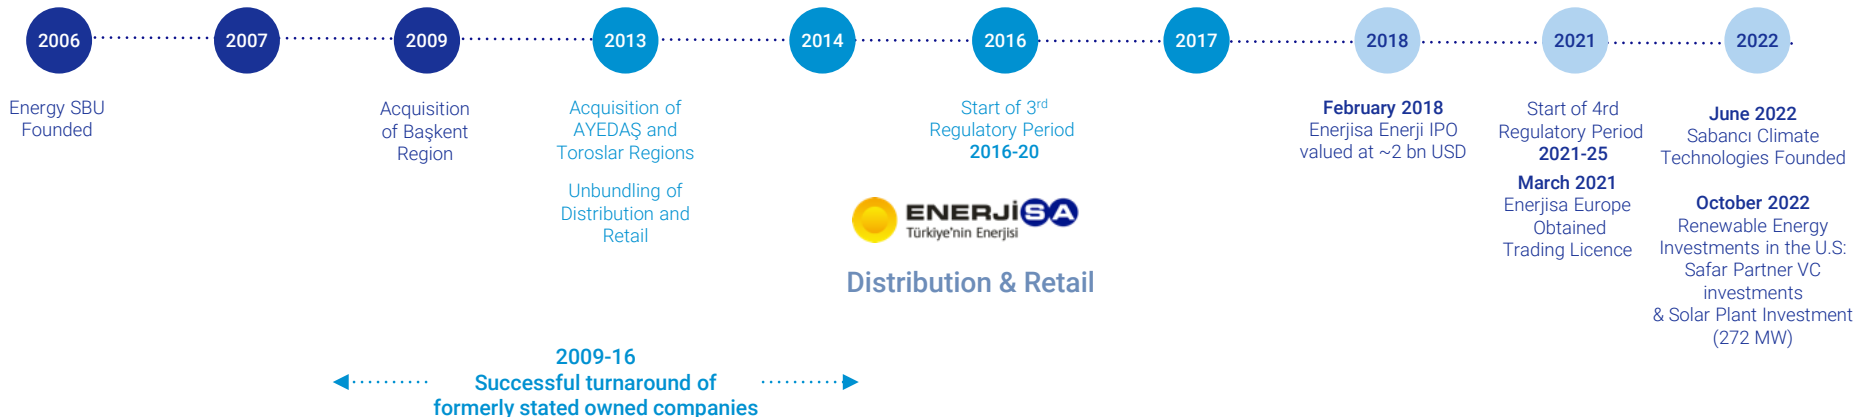 2006
2007
2009
2013
2014
2016
2017
2018
2021
2022
Energy SBU
Founded
Acquisition
of Başkent
Region
Acquisition of
AYEDAŞ and
Toroslar Regions
Unbundling of
Distribution and
Retail
Start of 3rd
Regulatory Period
2016-20
ENERJİSA
Türkiye'nin Enerjisi
Distribution & Retail
February 2018
Enerjisa Enerji IPO
valued at ~2 bn USD
Start of 4rd
Regulatory Period
2021-25
March 2021
Enerjisa Europe
Obtained
Trading Licence
June 2022
Sabancı Climate
Technologies Founded
October 2022
Renewable Energy
Investments in the U.S:
Safar Partner VC
investments
& Solar Plant Investment
(272 MW)
2009-16
Successful turnaround of
formerly stated owned companies